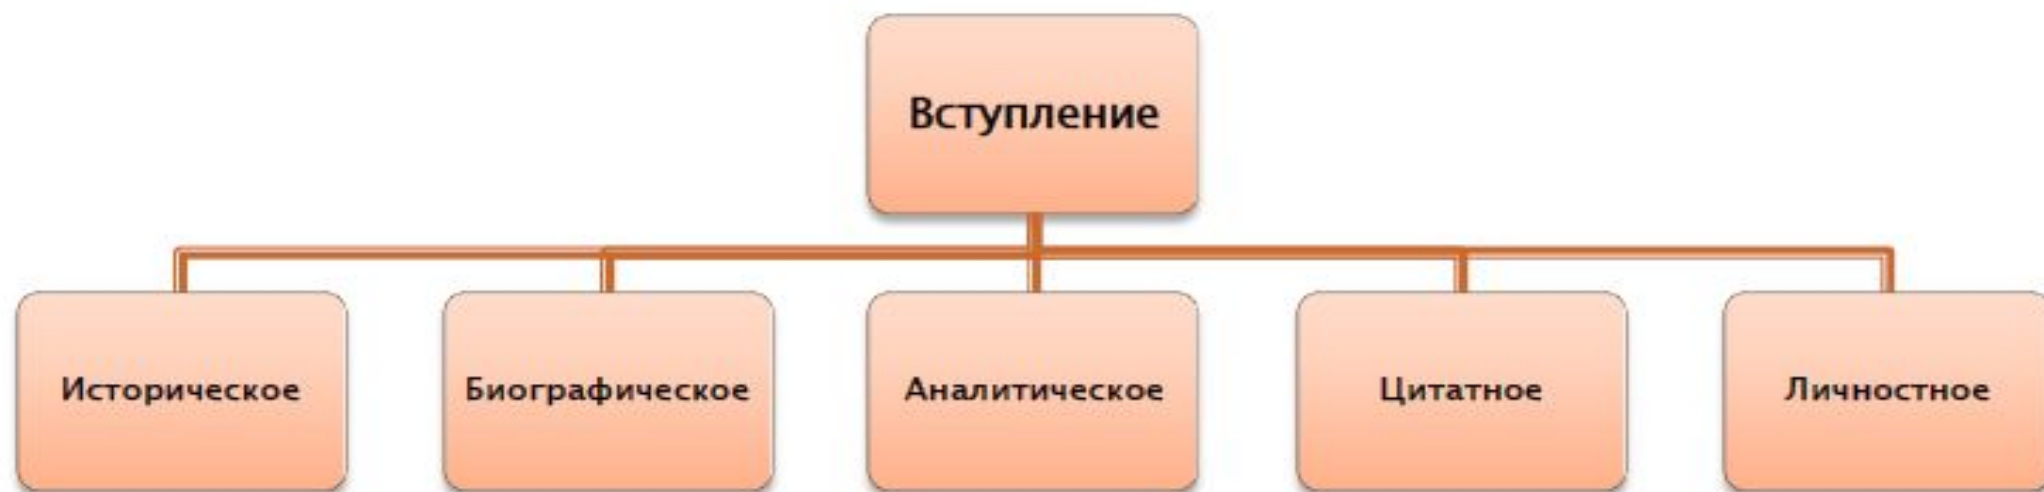 Вступление
Историческое
Биографическое
Аналитическое
Цитатное
Личностное